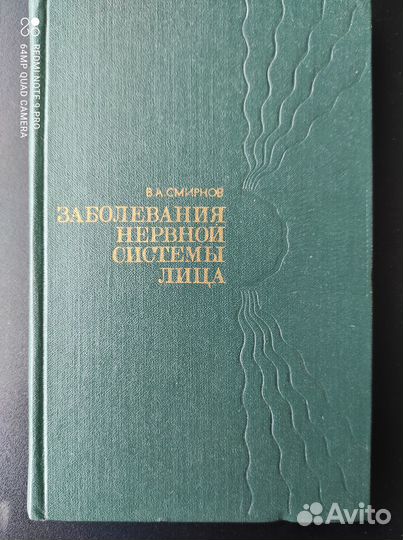 REDMI NOTE 9 PRO
64MP QUAD CAMERA
В.А.СМИРНОВ
ЗАБОЛЕВАНИЯ
НЕРВНОЙ
СИСТЕМЫ
ЛИЦА
Avito